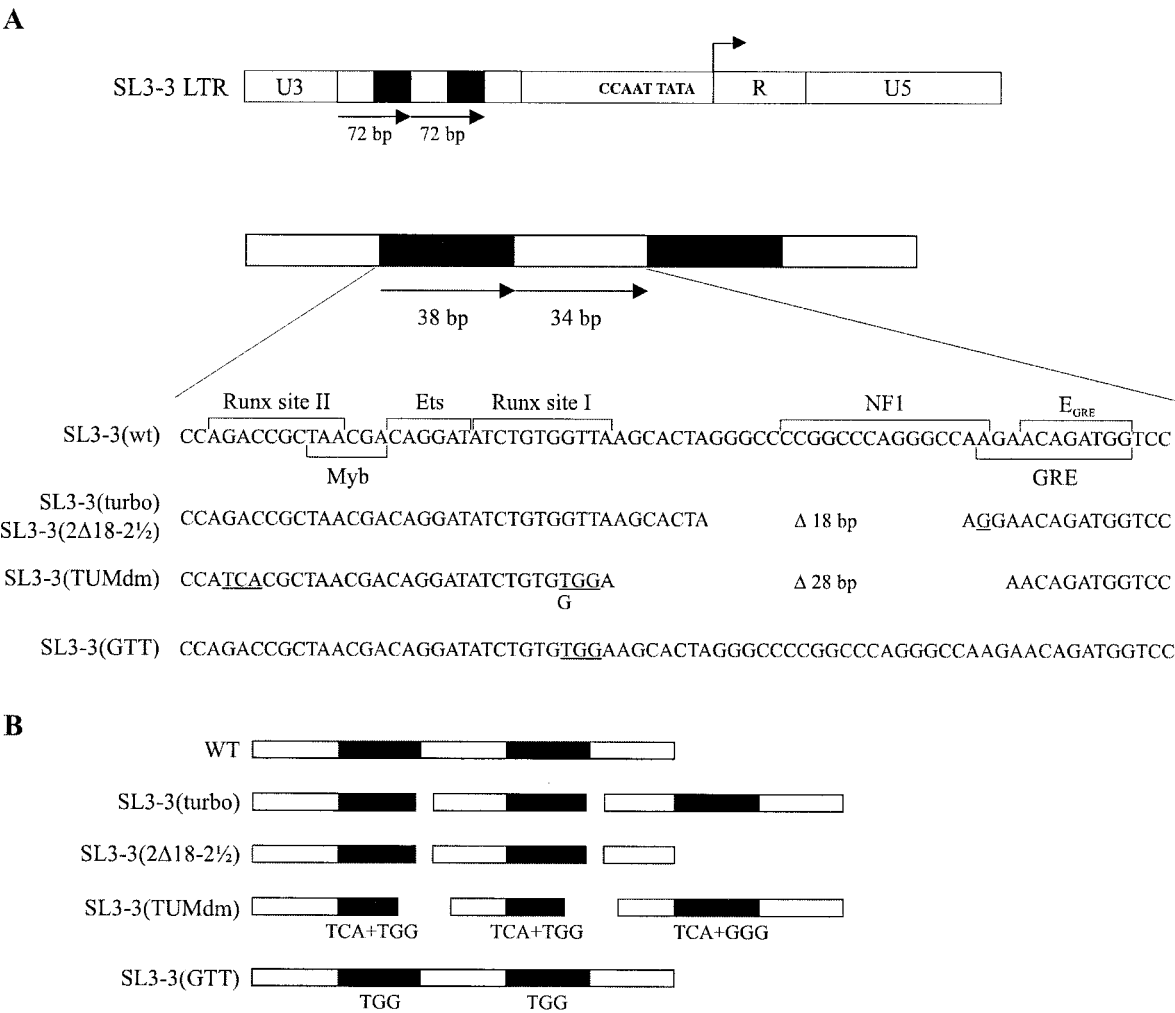 A
SL3-3 LTR U3 CCAAT TATA R U5
72 bp 72 bp
38 bp 34 bp
Runx site II Ets Runx site I NF1 EGRE
SL3-3(wt) CCAGACCGCTAACGACAGGATATCTGTGGTTAAGCACTAGGGCCCCGGCCCAGGGCCAAGAACAGATGGTCC
Myb GRE
SL3-3(turbo)
SL3-3(2Δ18-2½) CCAGACCGCTAACGACAGGATATCTGTGGTTAAGCACTA Δ 18 bp AGGAACAGATGGTCC
SL3-3(TUMdm) CCATCACGCTAACGACAGGATATCTGTGTGGA Δ 28 bp AACAGATGGTCC
G
SL3-3(GTT) CCAGACCGCTAACGACAGGATATCTGTGTGGAAGCACTAGGGCCCCGGCCCAGGGCCAAGAACAGATGGTCC
B
WT
SL3-3(turbo)
SL3-3(2Δ18-2½)
SL3-3(TUMdm)
TCA+TGG TCA+TGG TCA+GGG
SL3-3(GTT)
TGG TGG